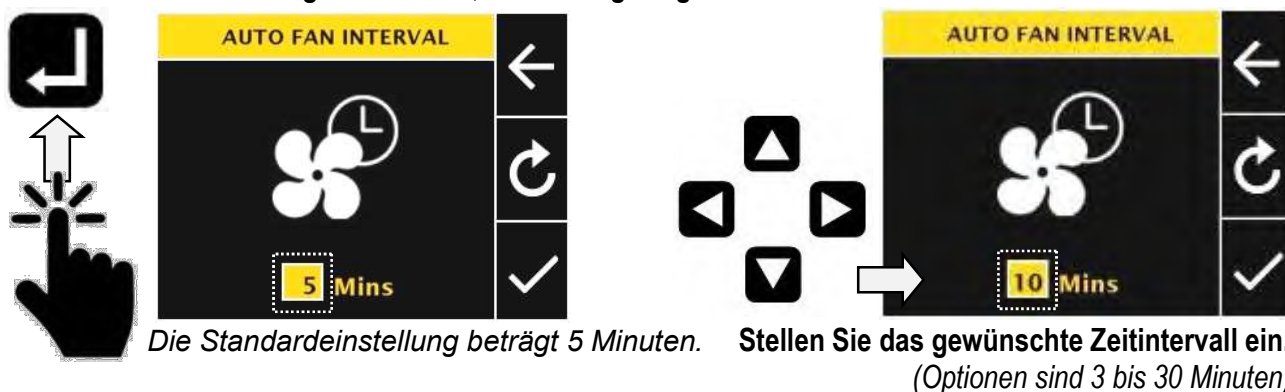 AUTO FAN INTERVAL
5 Mins
Die Standardeinstellung beträgt 5 Minuten.
AUTO FAN INTERVAL
10 Mins
Stellen Sie das gewünschte Zeitintervall ein.
(Optionen sind 3 bis 30 Minuten)